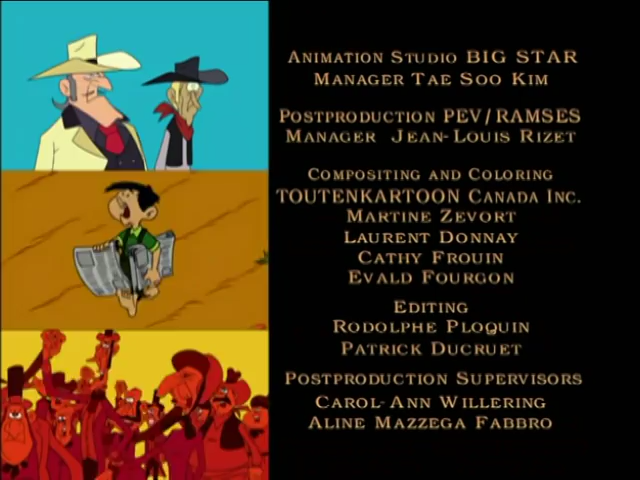 Animation Studio BIG STAR
Manager Tae Soo Kim
Postproduction PEV/RAMSES
Manager Jean-Louis Rizet
Compositing and Coloring
TOUTENKARTOON Canada Inc.
Martine Zevort
Laurent Donnay
Cathy Frouin
Evald Fourgon
Editing
Rodolphe Ploquin
Patrick Ducruet
Postproduction Supervisors
Carol-Ann Willering
Aline Mazzega Fabbro